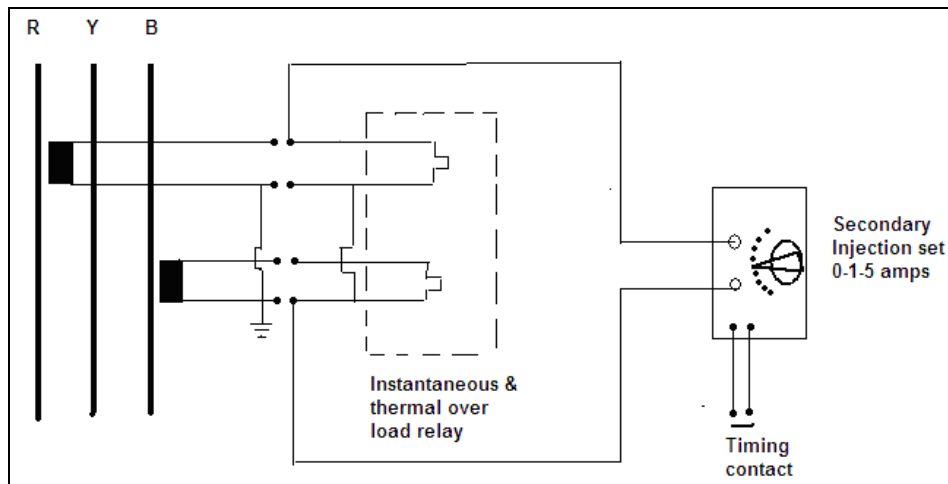 R Y B
Secondary
Injection set
0-1-5 amps
Instantaneous &
thermal over
load relay
Timing
contact